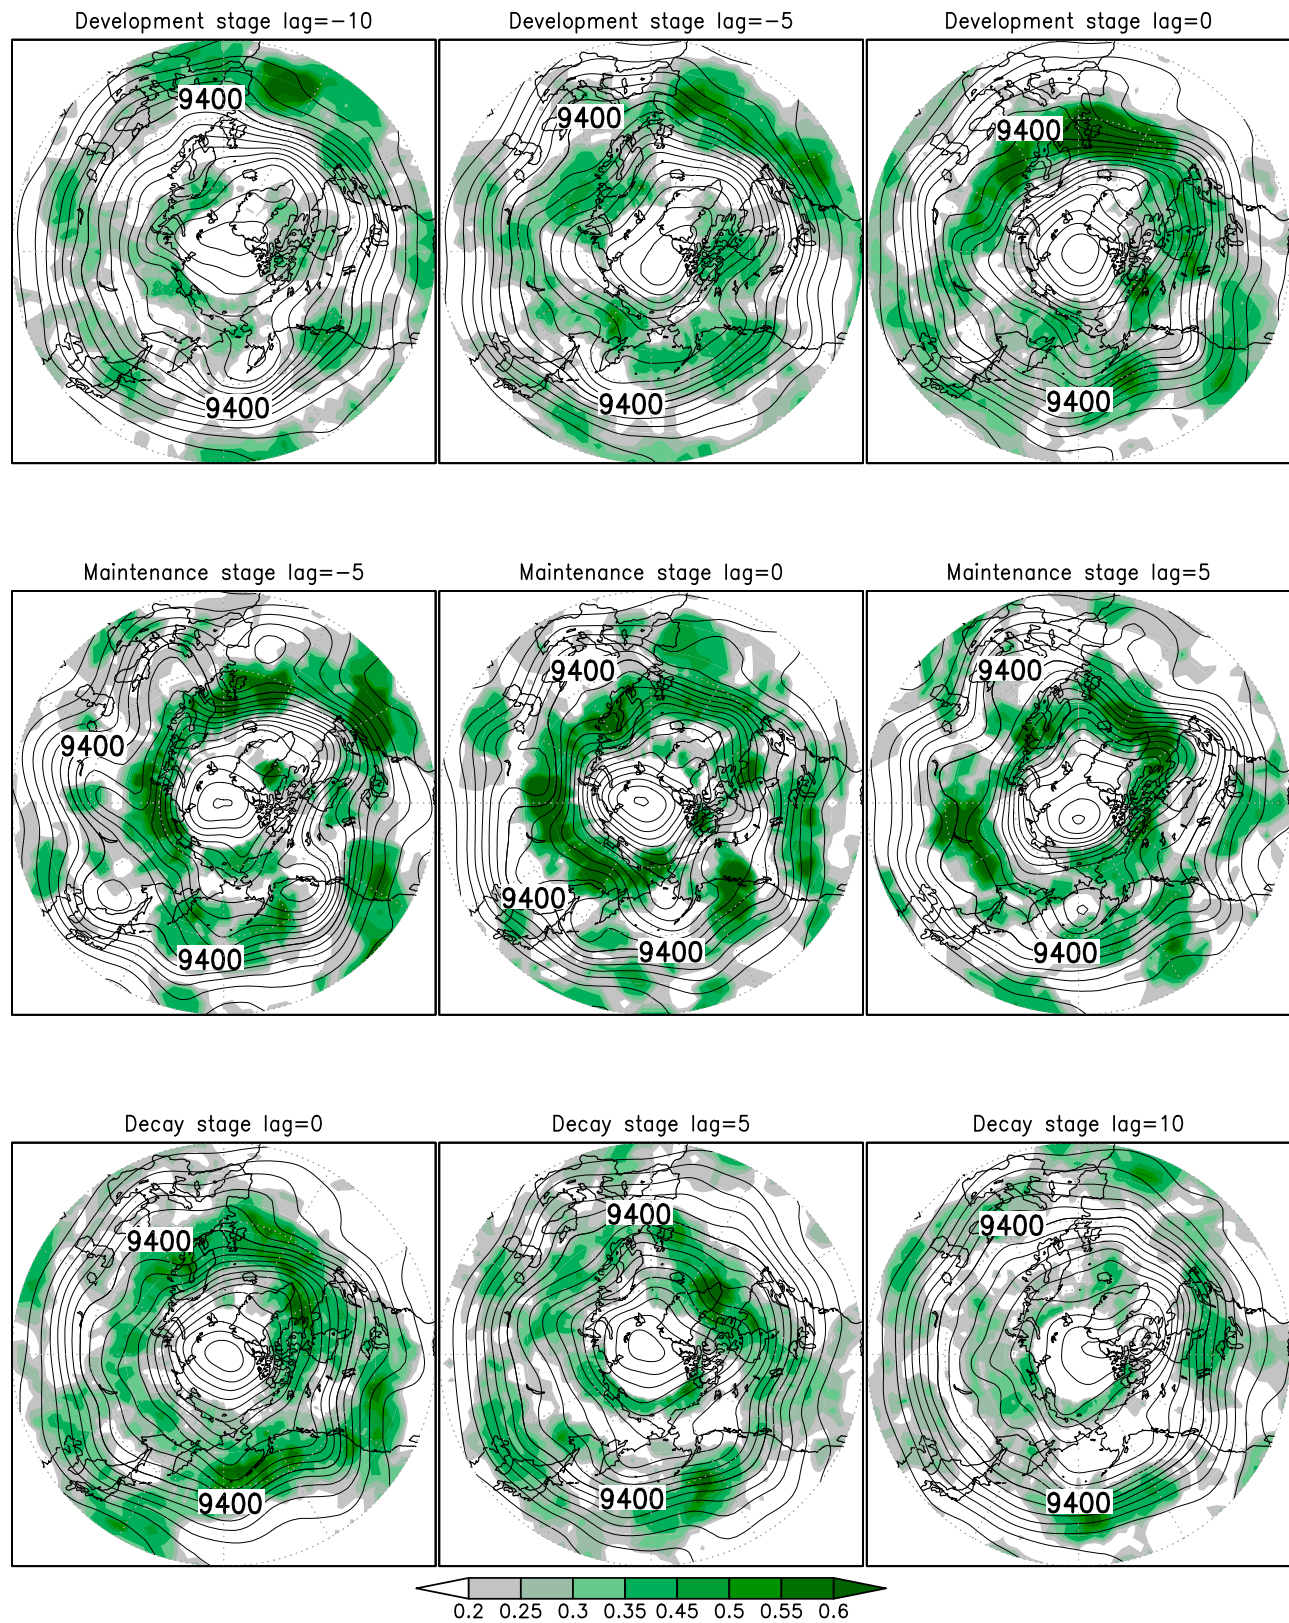 Development stage lag=−10
Development stage lag=−5
Development stage lag=0
9400
9400
9400
9400
9400
9400
Maintenance stage lag=−5
Maintenance stage lag=0
Maintenance stage lag=5
9400
9400
9400
9400
9400
9400
9400
Decay stage lag=0
Decay stage lag=5
Decay stage lag=10
9400
9400
9400
9400
9400
9400
0.2 0.25 0.3 0.35 0.45 0.5 0.55 0.6